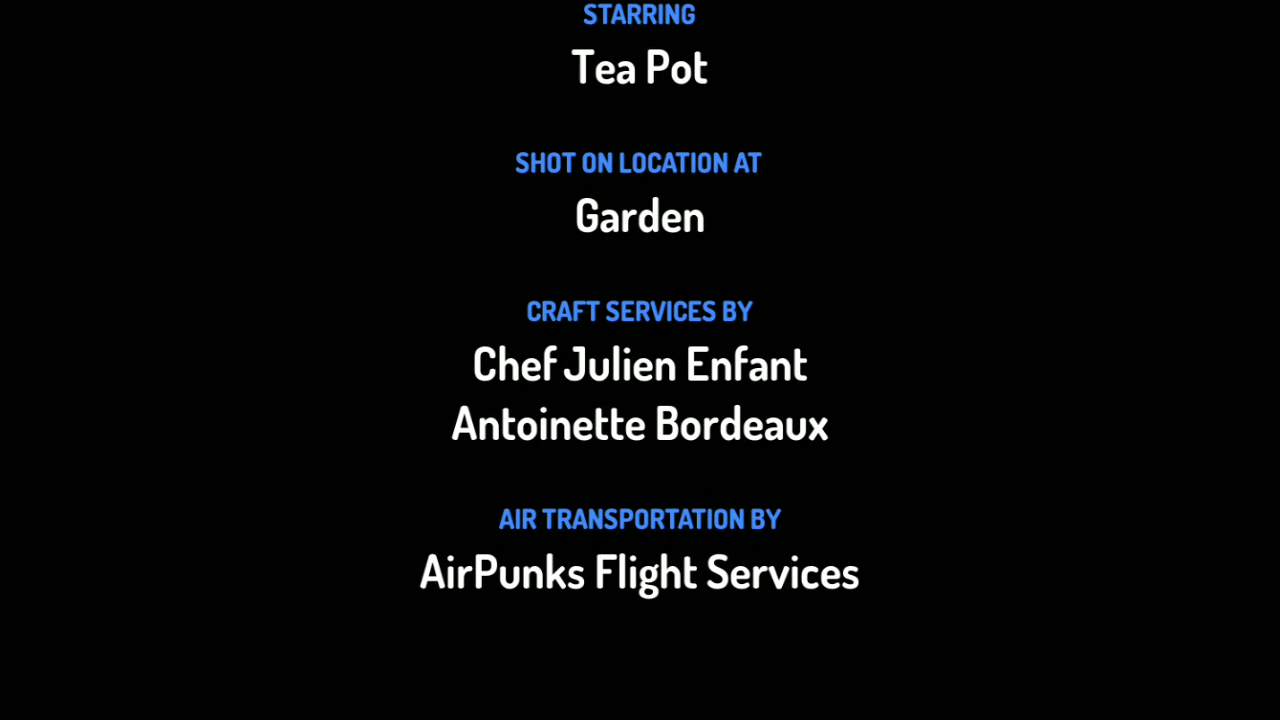 STARRING
Tea Pot
SHOT ON LOCATION AT
Garden
CRAFT SERVICES BY
Chef Julien Enfant
Antoinette Bordeaux
AIR TRANSPORTATION BY
AirPunks Flight Services